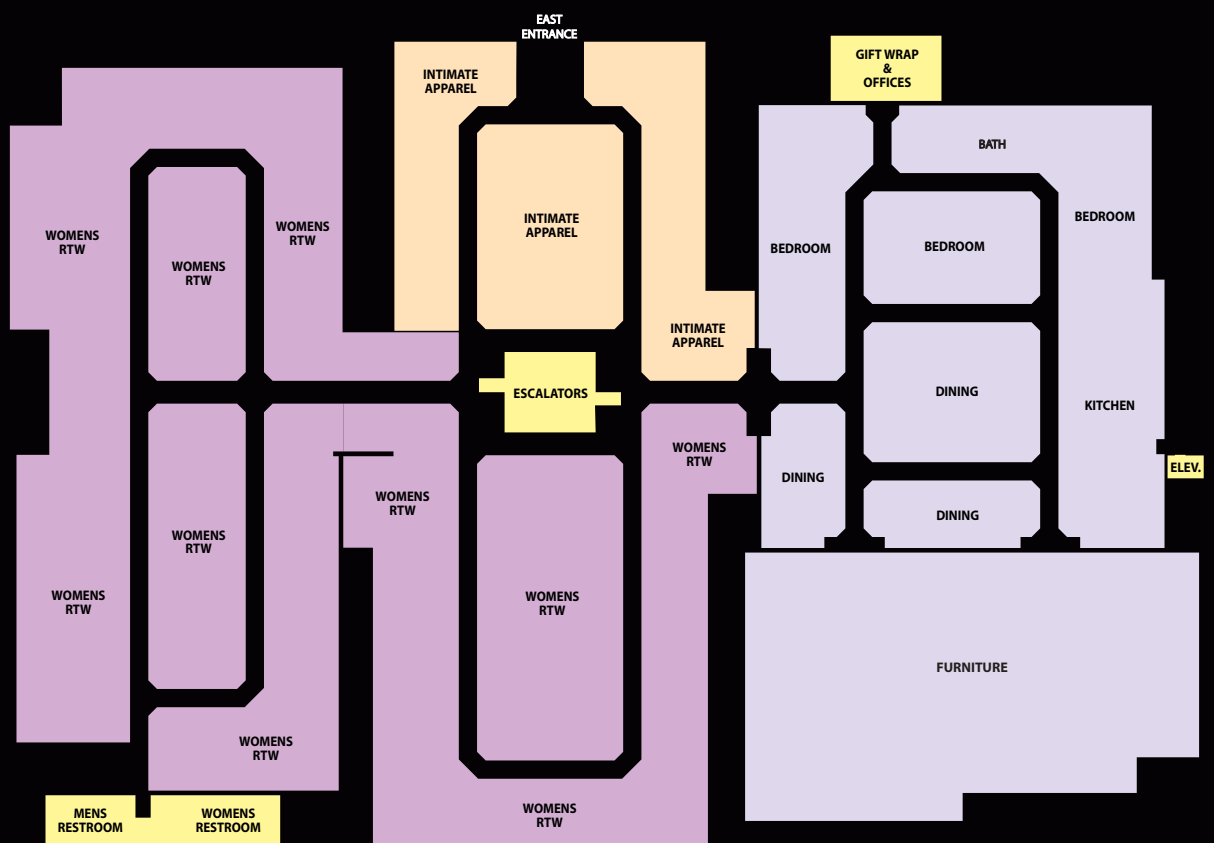 EAST
ENTRANCE
GIFT WRAP
&
OFFICES
INTIMATE
APPAREL
BATH
WOMENS
RTW
WOMENS
RTW
WOMENS
RTW
INTIMATE
APPAREL
BEDROOM
BEDROOM
BEDROOM
INTIMATE
APPAREL
ESCALATORS
DINING
KITCHEN
WOMENS
RTW
ELEV.
DINING
WOMENS
RTW
DINING
WOMENS
RTW
WOMENS
RTW
WOMENS
RTW
FURNITURE
WOMENS
RTW
WOMENS
RTW
MENS
RESTROOM
WOMENS
RESTROOM